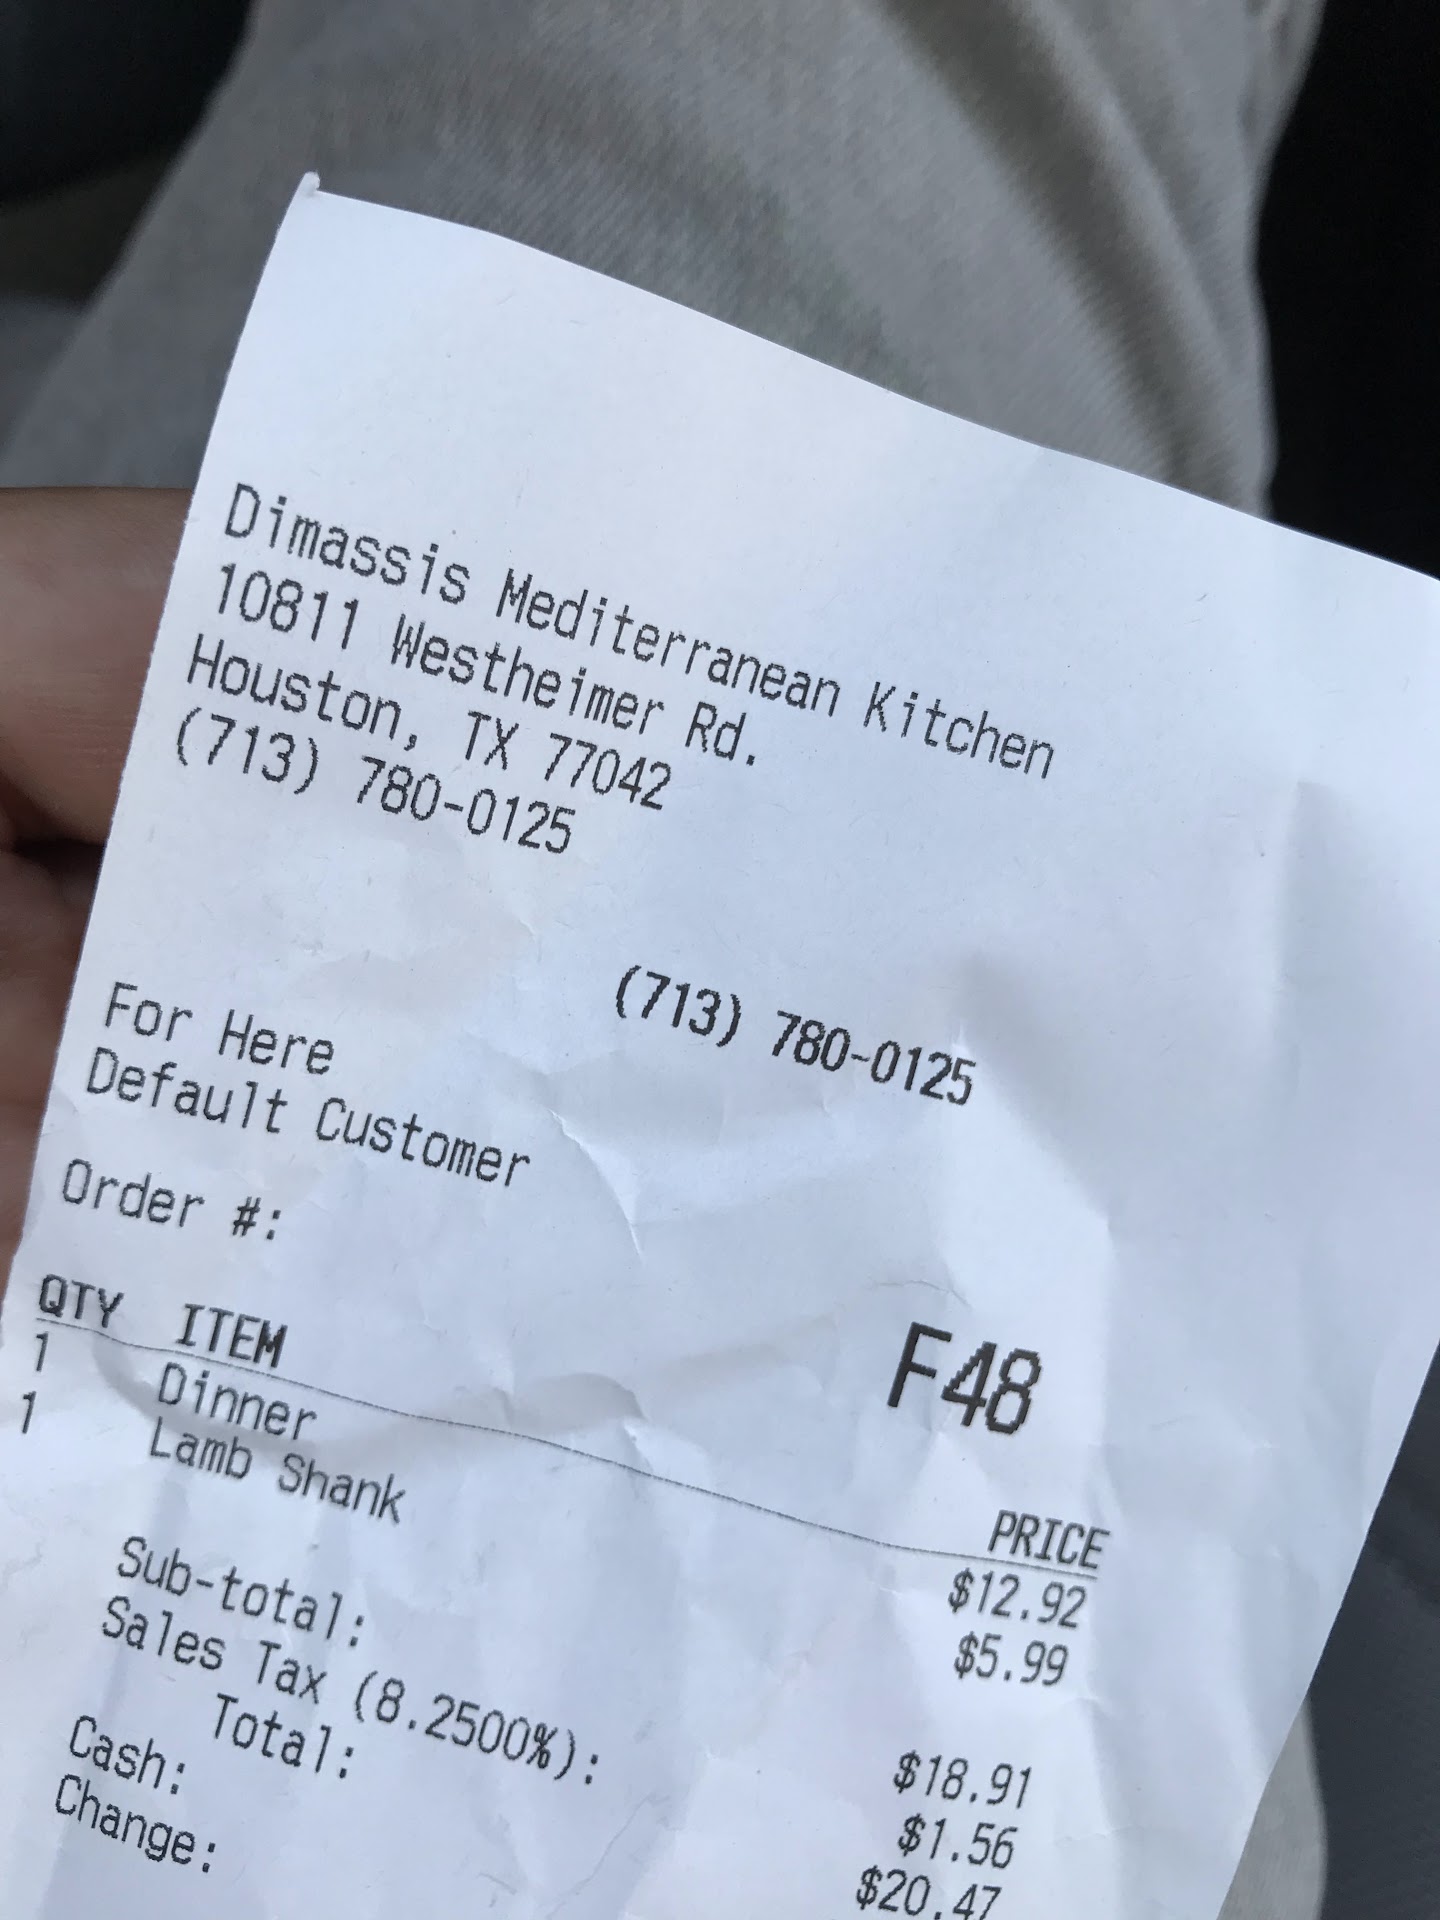 Dimassis Mediterranean Kitchen
10811 Westheimer Rd.
Houston, TX 77042
(713) 780-0125
(713) 780-0125
For Here
Default Customer
Order #: F48
QTY ITEM PRICE
1 Dinner $12.92
1 Lamb Shank $5.99
Sub-total: $18.91
Sales Tax (8.2500%): $1.56
Total: $20.47
Cash:
Change: